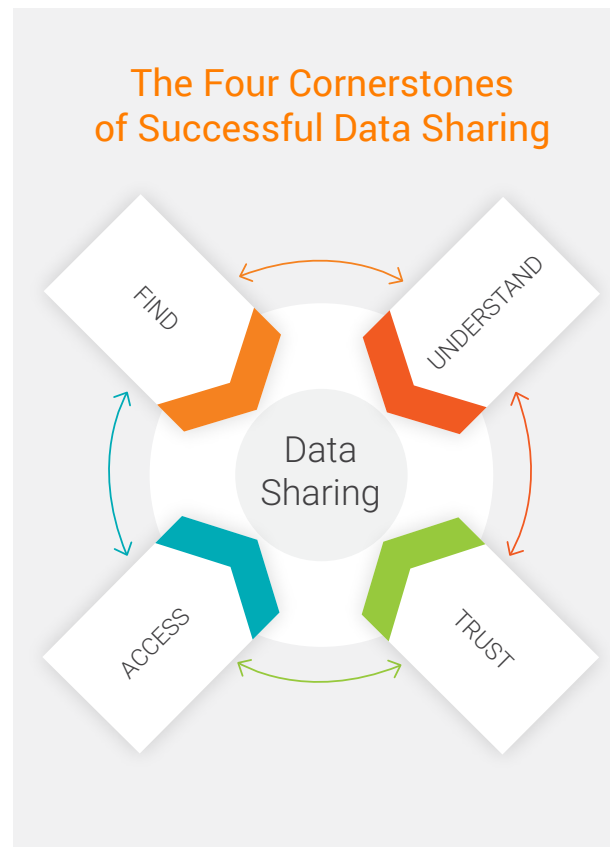 The Four Cornerstones
of Successful Data Sharing
FIND
UNDERSTAND
Data
Sharing
ACCESS
TRUST